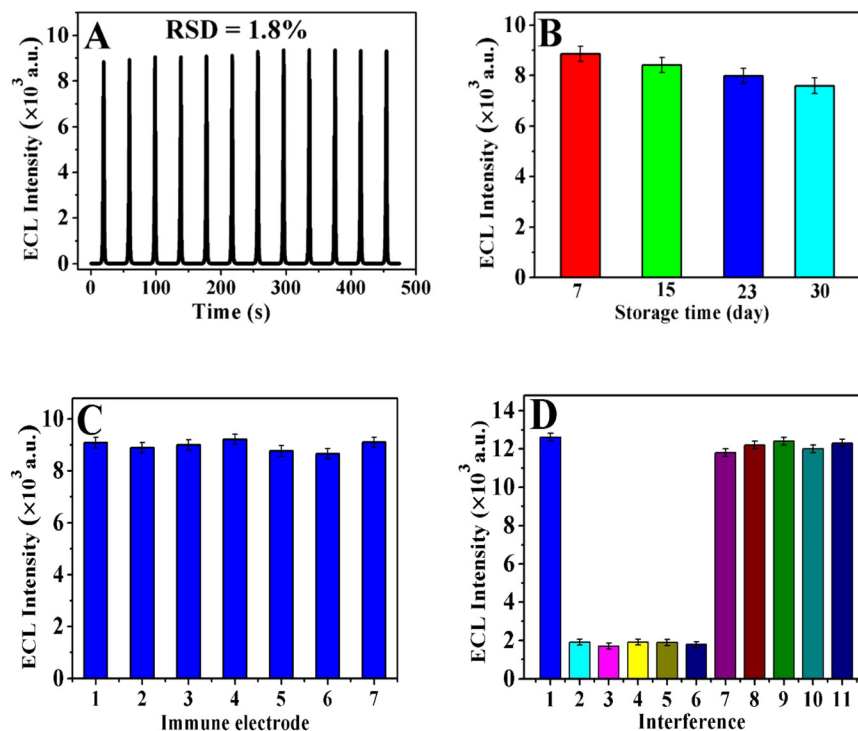 A
RSD = 1.8%
ECL Intensity (×10³ a.u.)
10
8
6
4
2
0
0 100 200 300 400 500
Time (s)
B
ECL Intensity (×10³ a.u.)
10
8
6
4
2
0
7 15 23 30
Storage time (day)
C
ECL Intensity (×10³ a.u.)
10
8
6
4
2
0
1 2 3 4 5 6 7
Immune electrode
D
ECL Intensity (×10³ a.u.)
14
12
10
8
6
4
2
0
1 2 3 4 5 6 7 8 9 10 11
Interference